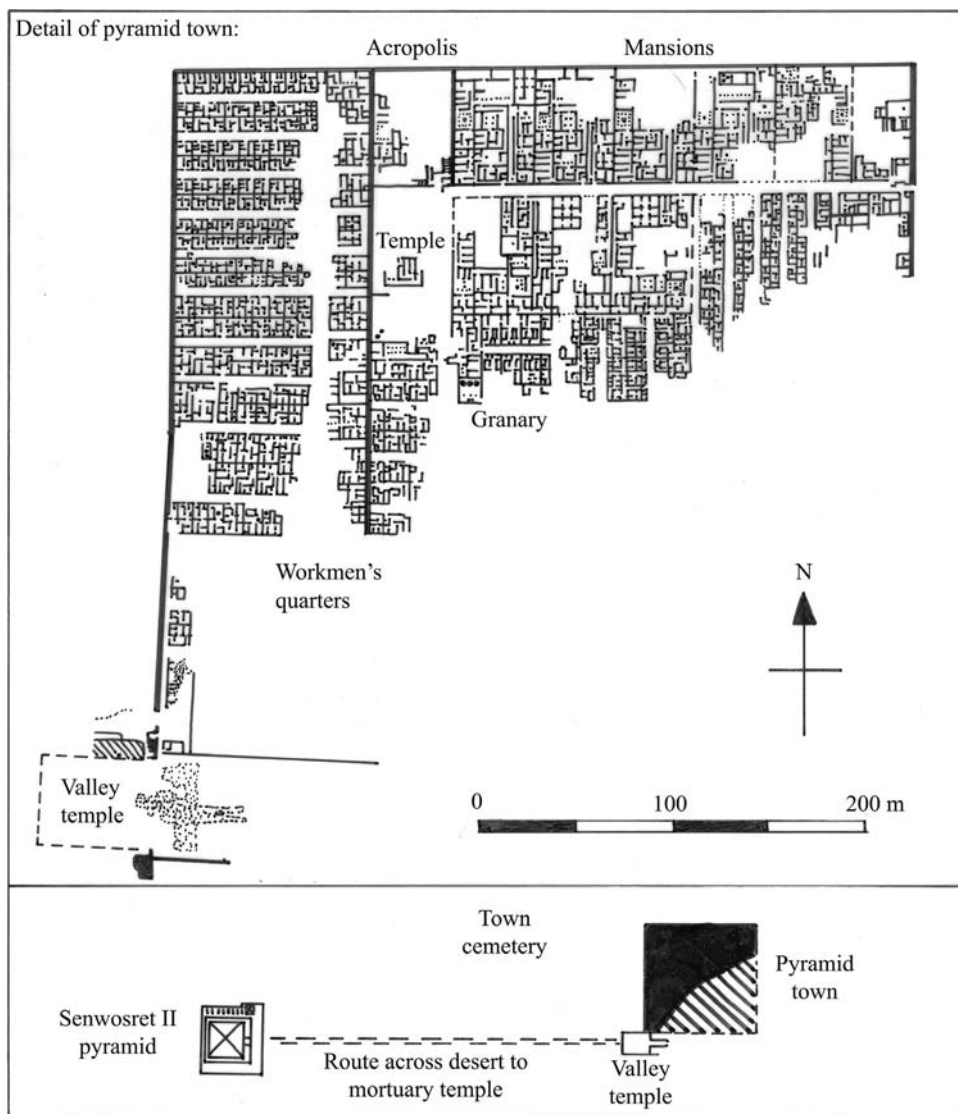 Detail of pyramid town:
Acropolis
Mansions
Temple
Granary
Workmen's
quarters
N
Valley
temple
0
100
200 m
Town
cemetery
Pyramid
town
Senwosret II
pyramid
Route across desert to
mortuary temple
Valley
temple